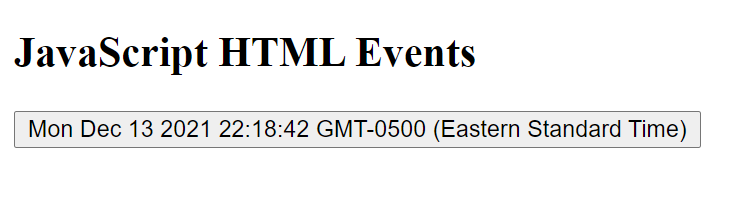 JavaScript HTML Events
Mon Dec 13 2021 22:18:42 GMT-0500 (Eastern Standard Time)